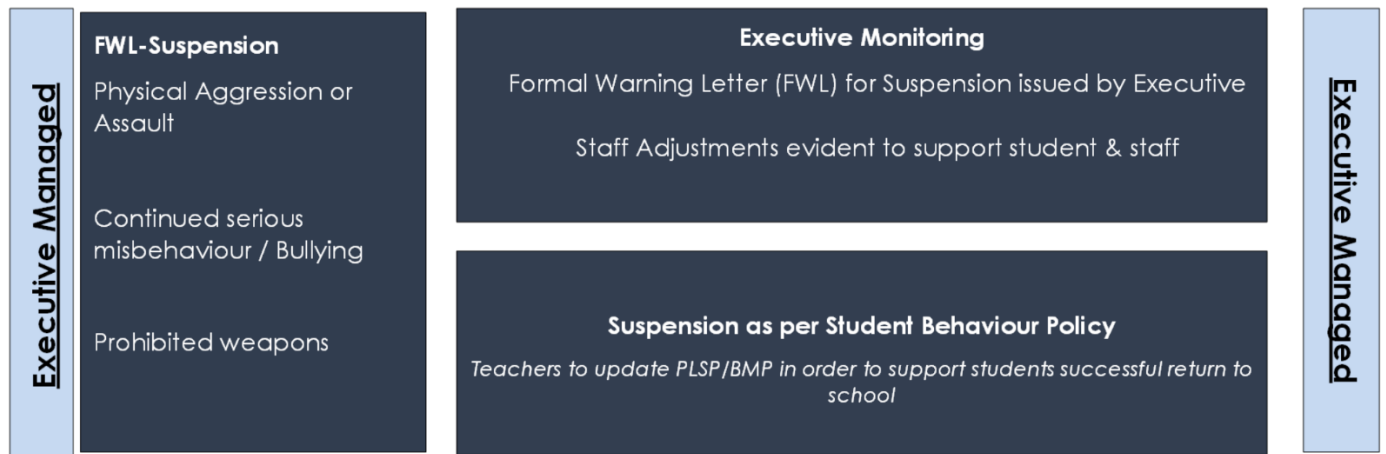 Executive Managed
FWL-Suspension
Physical Aggression or
Assault
Continued serious
misbehaviour / Bullying
Prohibited weapons
Executive Monitoring
Formal Warning Letter (FWL) for Suspension issued by Executive
Staff Adjustments evident to support student & staff
Suspension as per Student Behaviour Policy
Teachers to update PLSP/BMP in order to support students successful return to
school
Executive Managed